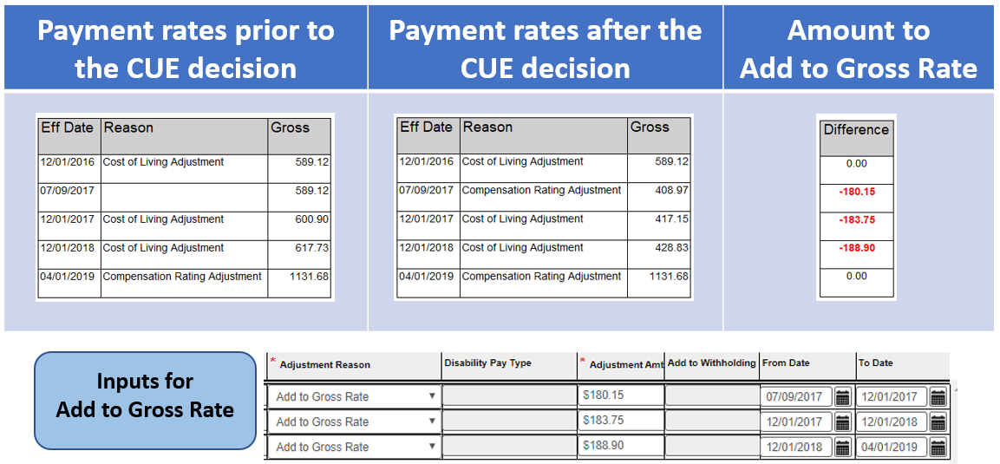 Payment rates prior to
the CUE decision
Payment rates after the
CUE decision
Amount to
Add to Gross Rate
Eff Date Reason Gross
12/01/2016 Cost of Living Adjustment 589.12
07/09/2017 589.12
12/01/2017 Cost of Living Adjustment 600.90
12/01/2018 Cost of Living Adjustment 617.73
04/01/2019 Compensation Rating Adjustment 1131.68
Eff Date Reason Gross
12/01/2016 Cost of Living Adjustment 589.12
07/09/2017 Compensation Rating Adjustment 408.97
12/01/2017 Cost of Living Adjustment 417.15
12/01/2018 Cost of Living Adjustment 428.83
04/01/2019 Compensation Rating Adjustment 1131.68
Difference
0.00
-180.15
-183.75
-188.90
0.00
Inputs for
Add to Gross Rate
* Adjustment Reason Disability Pay Type * Adjustment Amt Add to Withholding From Date To Date
Add to Gross Rate $180.15 07/09/2017 12/01/2017
Add to Gross Rate $183.75 12/01/2017 12/01/2018
Add to Gross Rate $188.90 12/01/2018 04/01/2019